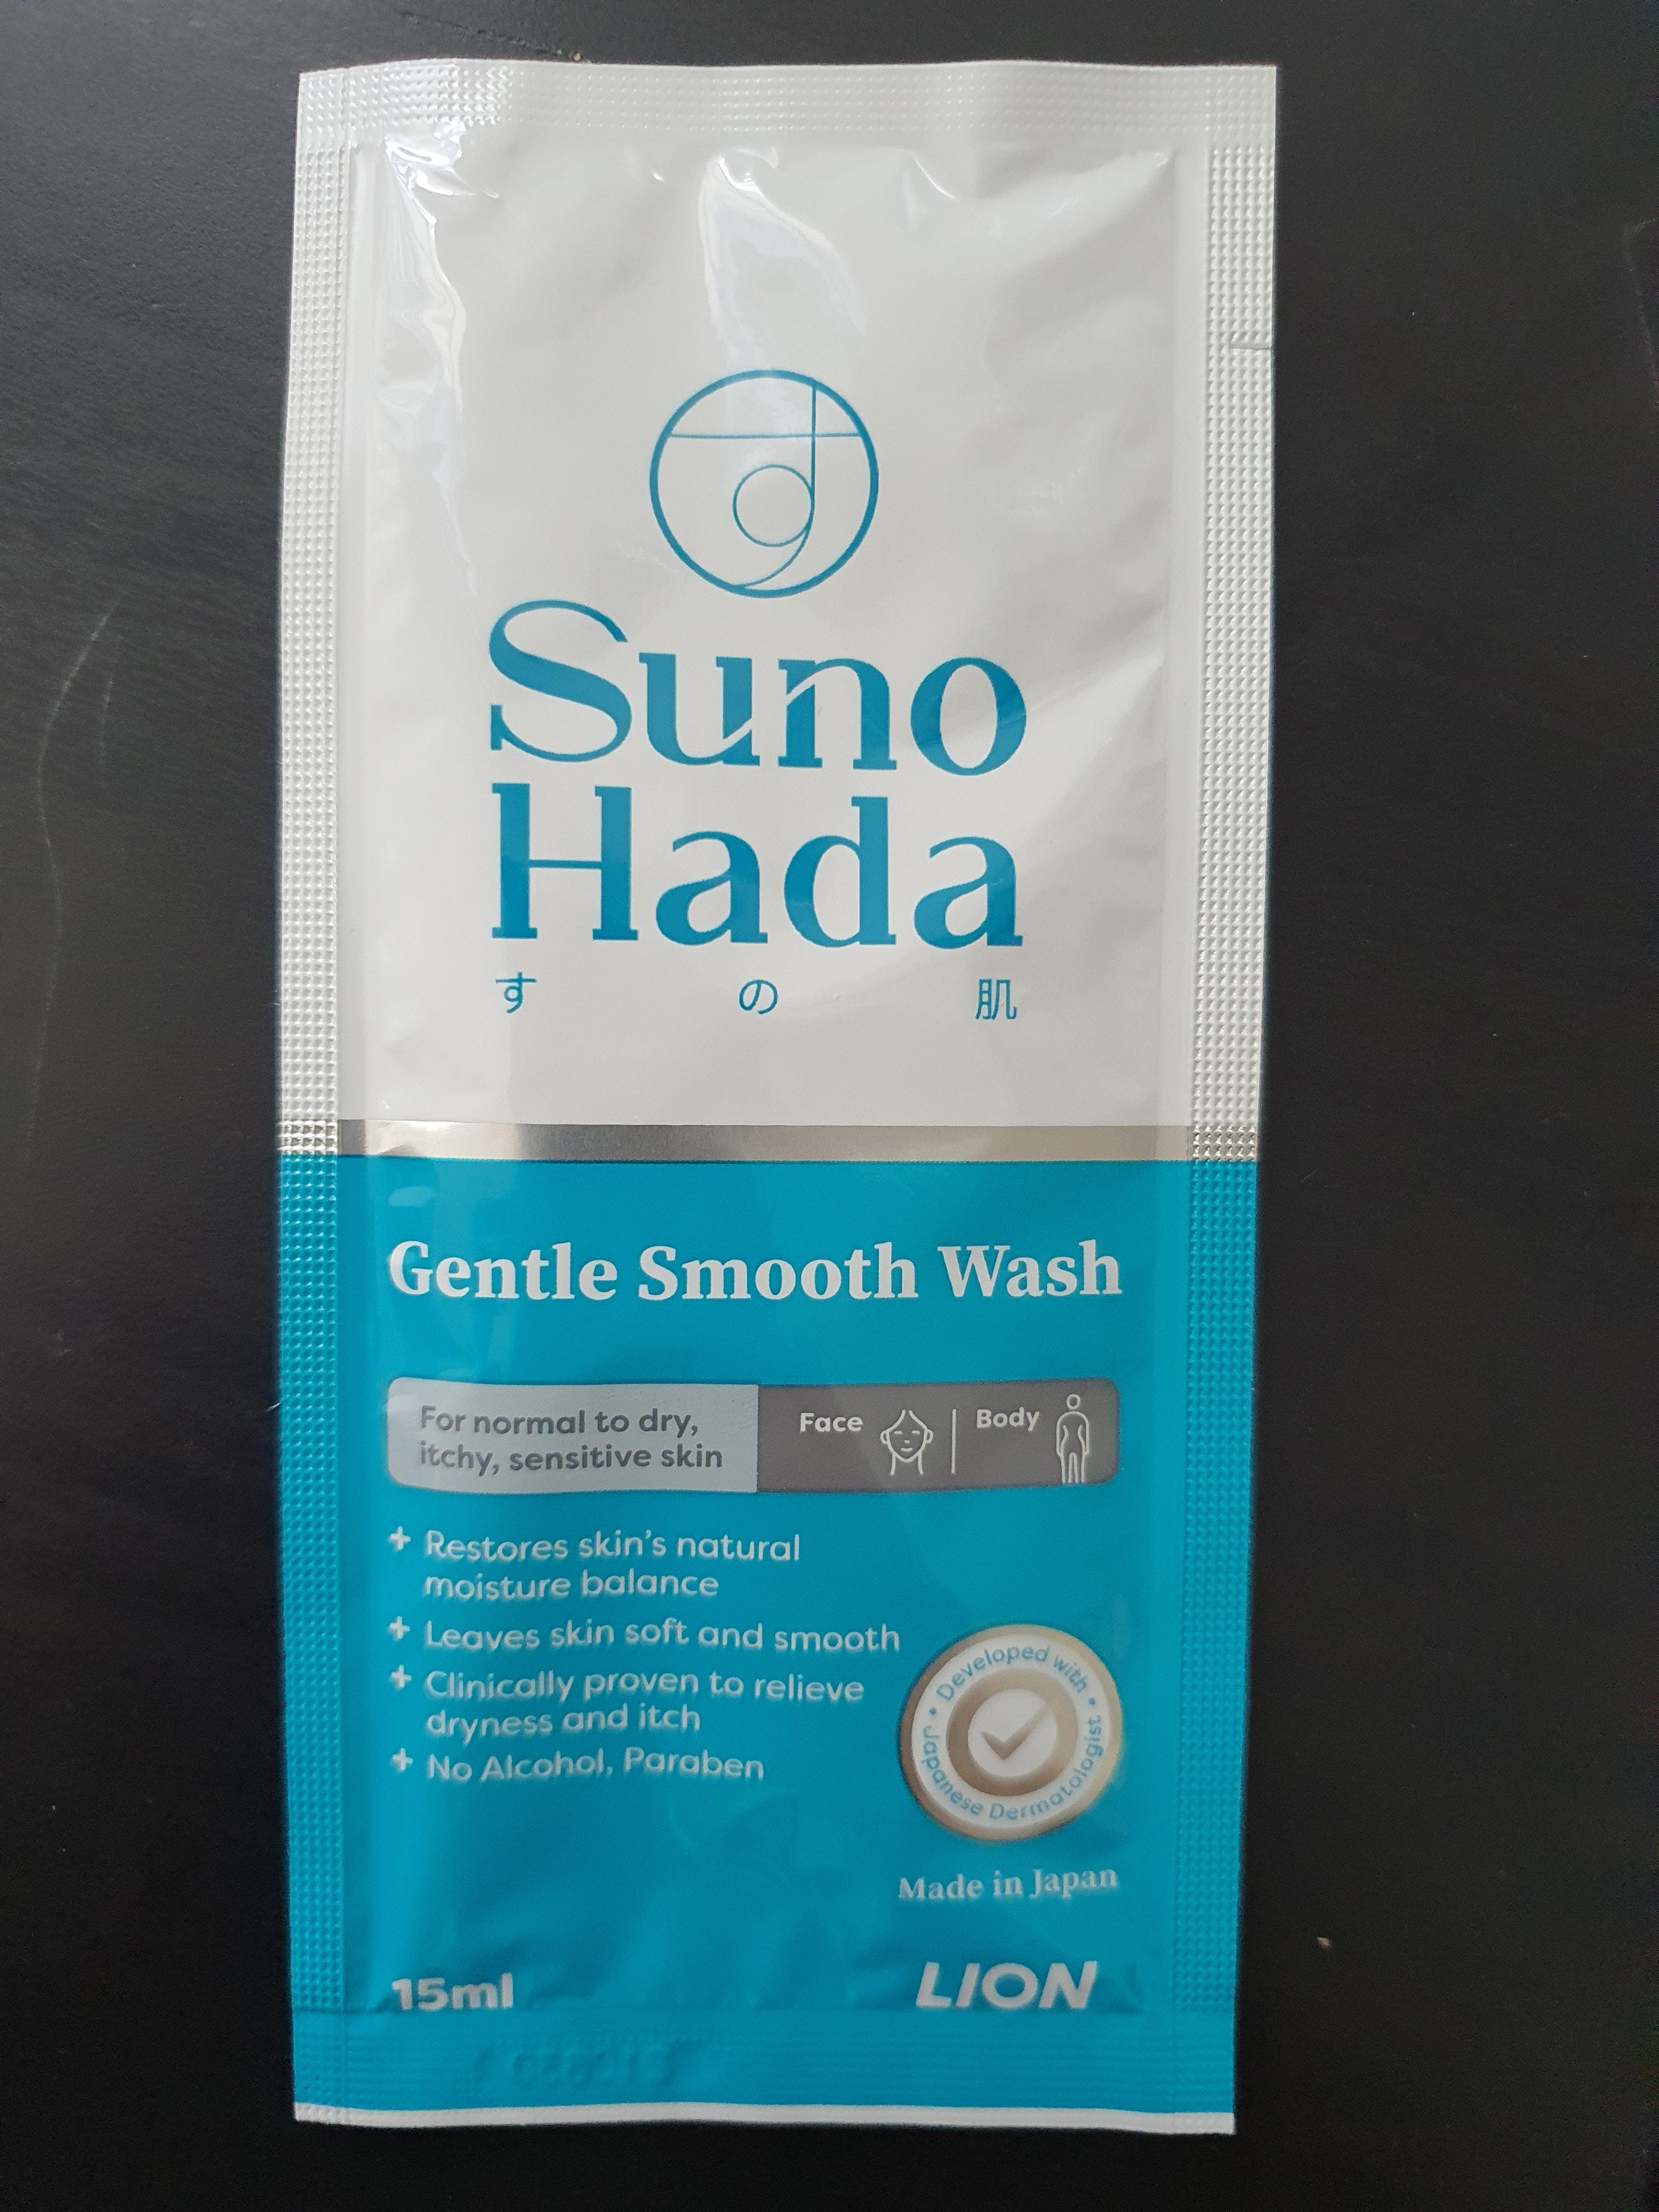 Suno
Hada
す の 肌
Gentle Smooth Wash
For normal to dry,
itchy, sensitive skin
Face | Body
+ Restores skin's natural
moisture balance
+ Leaves skin soft and smooth
+ Clinically proven to relieve
dryness and itch
+ No Alcohol, Paraben
• Developed with •
Japanese Dermatologist
Made in Japan
15ml
LION